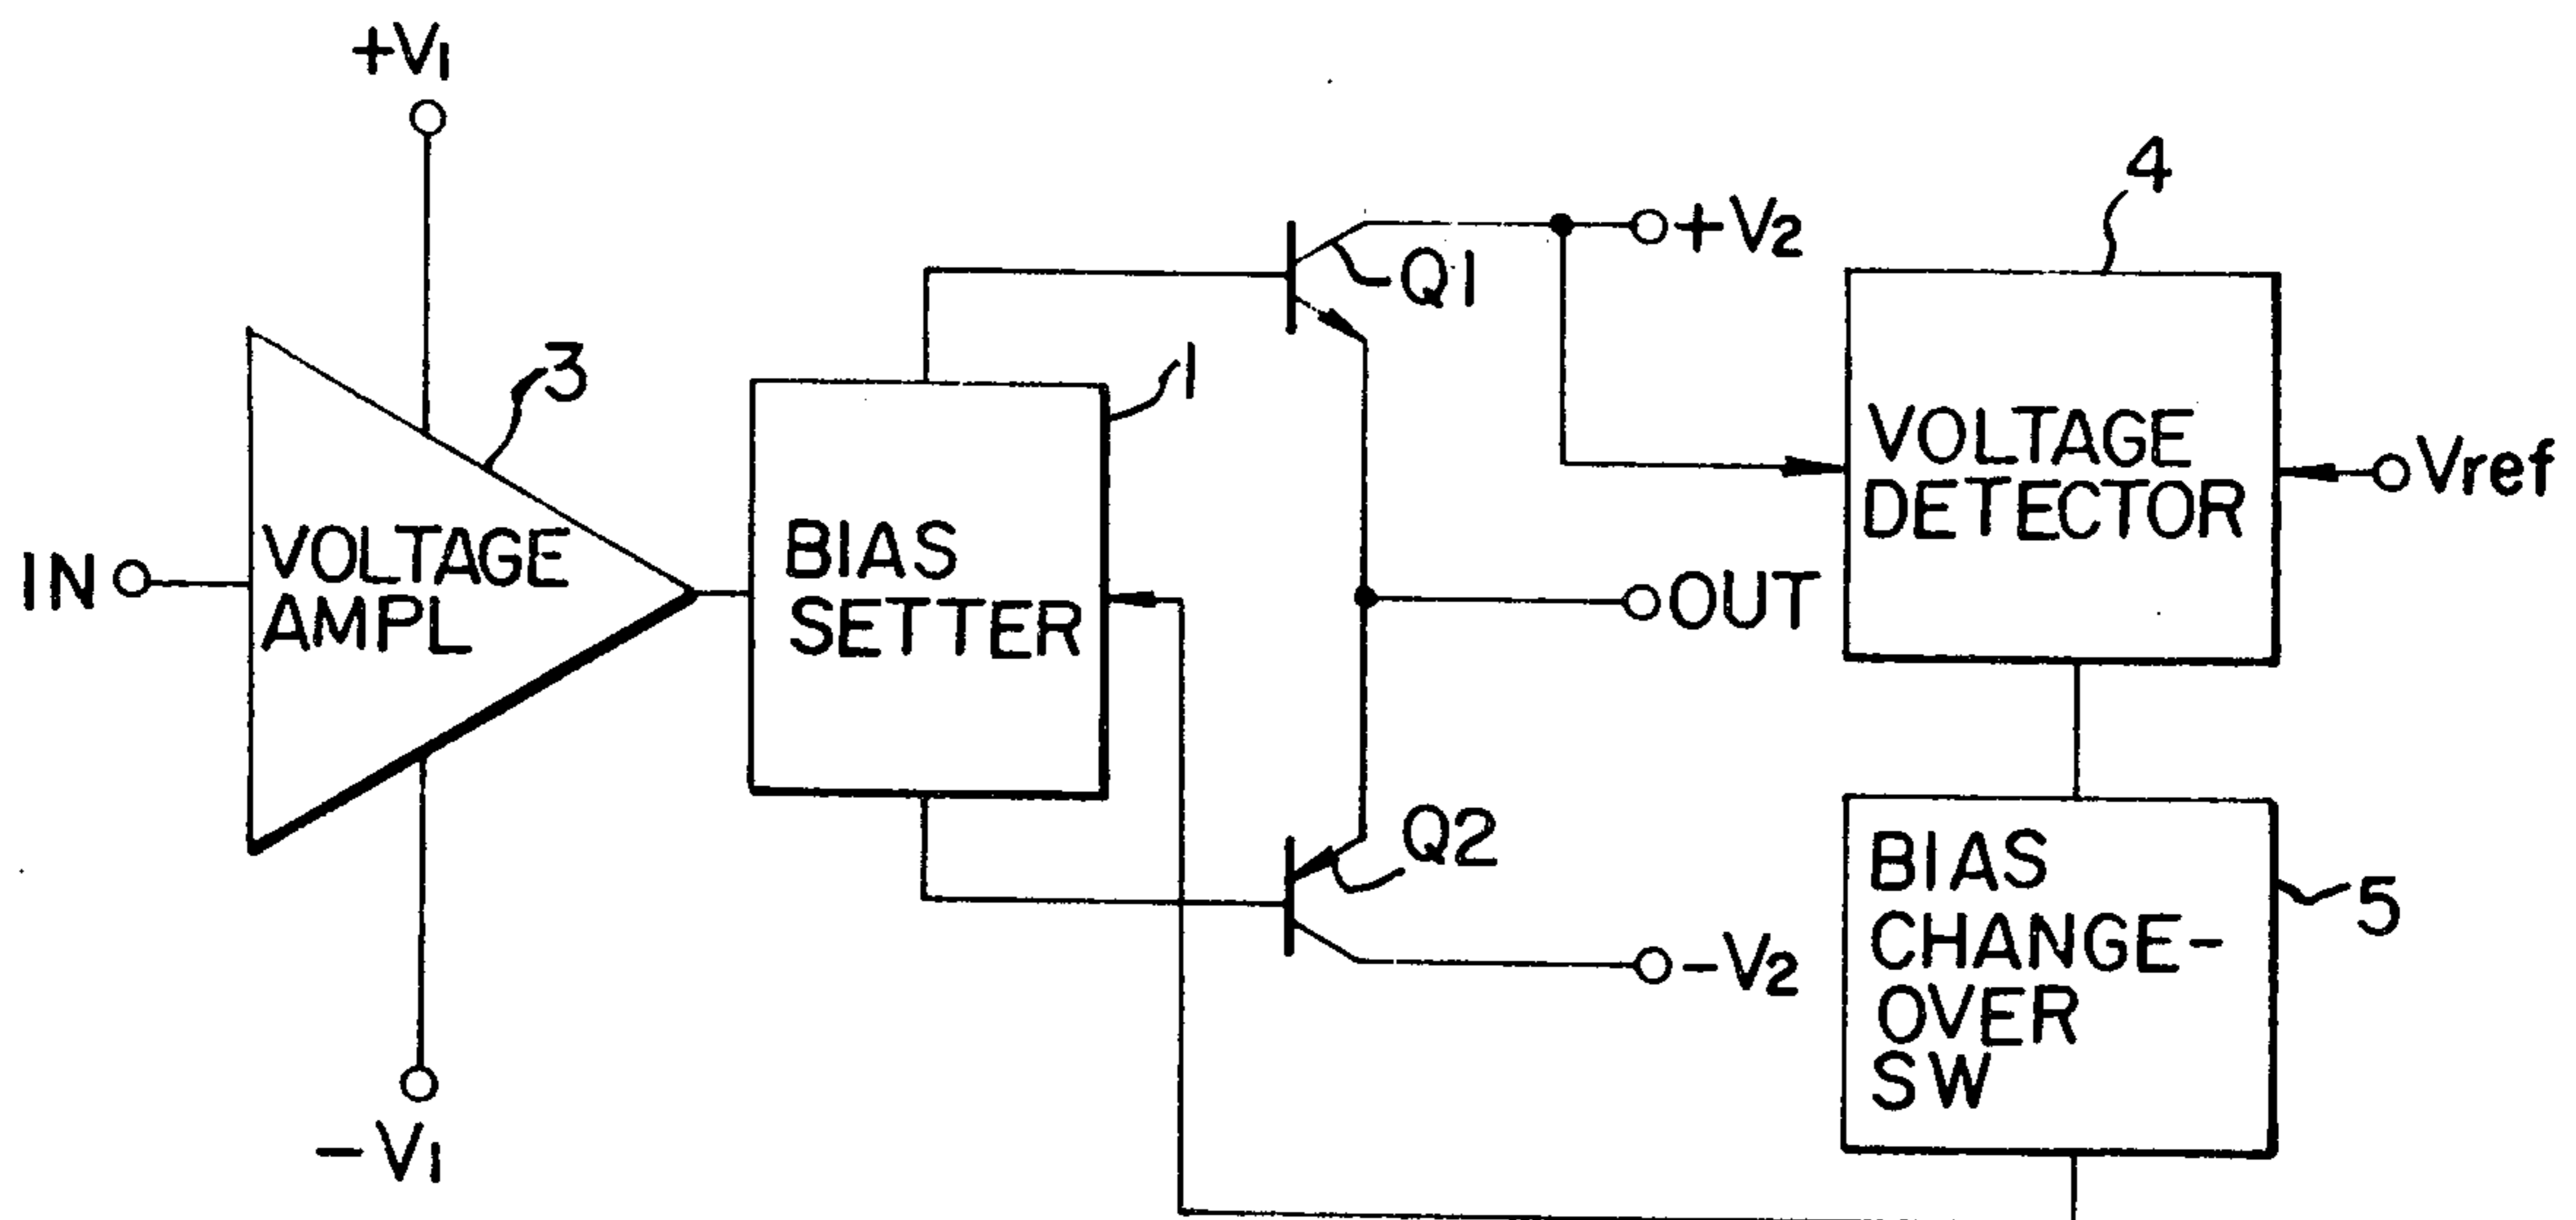 +V1
4
+V2
Q1
3
1
VOLTAGE
DETECTOR
Vref
VOLTAGE
AMPL
IN
BIAS
SETTER
OUT
Q2
BIAS
CHANGE-
OVER
SW
5
-V2
-V1